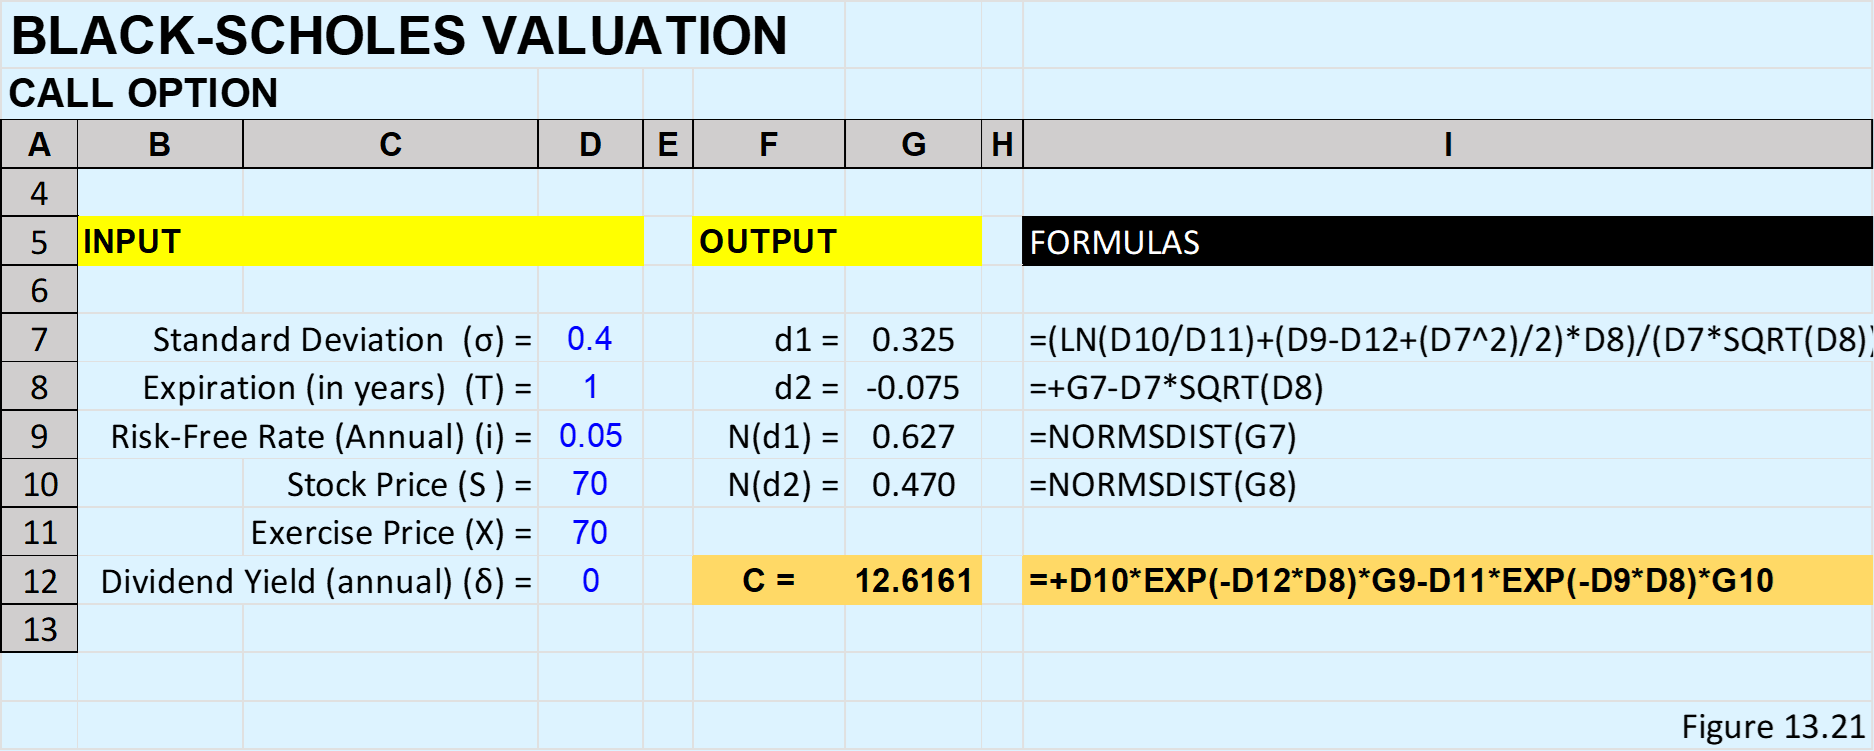 BLACK-SCHOLES VALUATION
CALL OPTION
A B C D E F G H I
4
5 INPUT OUTPUT FORMULAS
6
7 Standard Deviation (σ) = 0.4 d1 = 0.325 =(LN(D10/D11)+(D9-D12+(D7^2)/2)*D8)/(D7*SQRT(D8))
8 Expiration (in years) (T) = 1 d2 = -0.075 =+G7-D7*SQRT(D8)
9 Risk-Free Rate (Annual) (i) = 0.05 N(d1) = 0.627 =NORMSDIST(G7)
10 Stock Price (S ) = 70 N(d2) = 0.470 =NORMSDIST(G8)
11 Exercise Price (X) = 70
12 Dividend Yield (annual) (δ) = 0 C = 12.6161 =+D10*EXP(-D12*D8)*G9-D11*EXP(-D9*D8)*G10
13
Figure 13.21